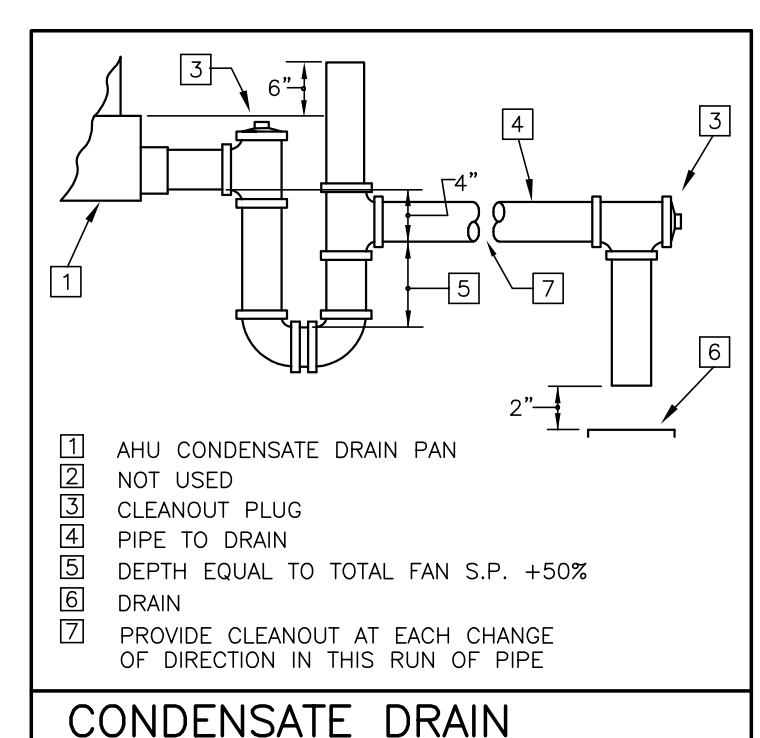 3
6"
4
3
4"
1
5
7
6
2"
1 AHU CONDENSATE DRAIN PAN
2 NOT USED
3 CLEANOUT PLUG
4 PIPE TO DRAIN
5 DEPTH EQUAL TO TOTAL FAN S.P. +50%
6 DRAIN
7 PROVIDE CLEANOUT AT EACH CHANGE
OF DIRECTION IN THIS RUN OF PIPE
CONDENSATE DRAIN